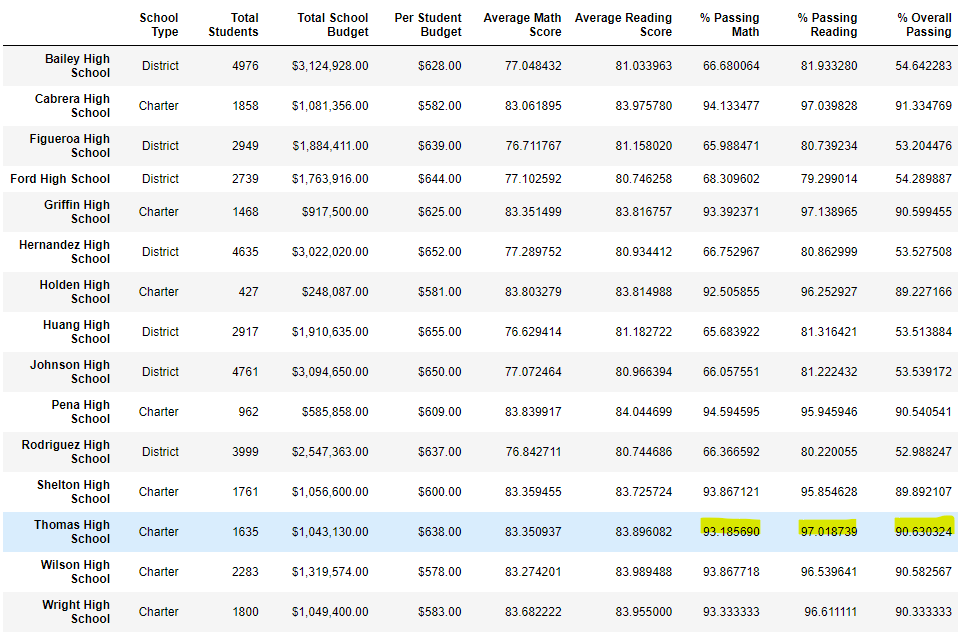 School Type Total Students Total School Budget Per Student Budget Average Math Score Average Reading Score % Passing Math % Passing Reading % Overall Passing
Bailey High School District 4976 $3,124,928.00 $628.00 77.048432 81.033963 66.680064 81.933280 54.642283
Cabrera High School Charter 1858 $1,081,356.00 $582.00 83.061895 83.975780 94.133477 97.039828 91.334769
Figueroa High School District 2949 $1,884,411.00 $639.00 76.711767 81.158020 65.988471 80.739234 53.204476
Ford High School District 2739 $1,763,916.00 $644.00 77.102592 80.746258 68.309602 79.299014 54.289887
Griffin High School Charter 1468 $917,500.00 $625.00 83.351499 83.816757 93.392371 97.138965 90.599455
Hernandez High School District 4635 $3,022,020.00 $652.00 77.289752 80.934412 66.752967 80.862999 53.527508
Holden High School Charter 427 $248,087.00 $581.00 83.803279 83.814988 92.505855 96.252927 89.227166
Huang High School District 2917 $1,910,635.00 $655.00 76.629414 81.182722 65.683922 81.316421 53.513884
Johnson High School District 4761 $3,094,650.00 $650.00 77.072464 80.966394 66.057551 81.222432 53.539172
Pena High School Charter 962 $585,858.00 $609.00 83.839917 84.044699 94.594595 95.945946 90.540541
Rodriguez High School District 3999 $2,547,363.00 $637.00 76.842711 80.744686 66.366592 80.220055 52.988247
Shelton High School Charter 1761 $1,056,600.00 $600.00 83.359455 83.725724 93.867121 95.854628 89.892107
Thomas High School Charter 1635 $1,043,130.00 $638.00 83.350937 83.896082 93.185690 97.018739 90.630324
Wilson High School Charter 2283 $1,319,574.00 $578.00 83.274201 83.989488 93.867718 96.539641 90.582567
Wright High School Charter 1800 $1,049,400.00 $583.00 83.682222 83.955000 93.333333 96.611111 90.333333